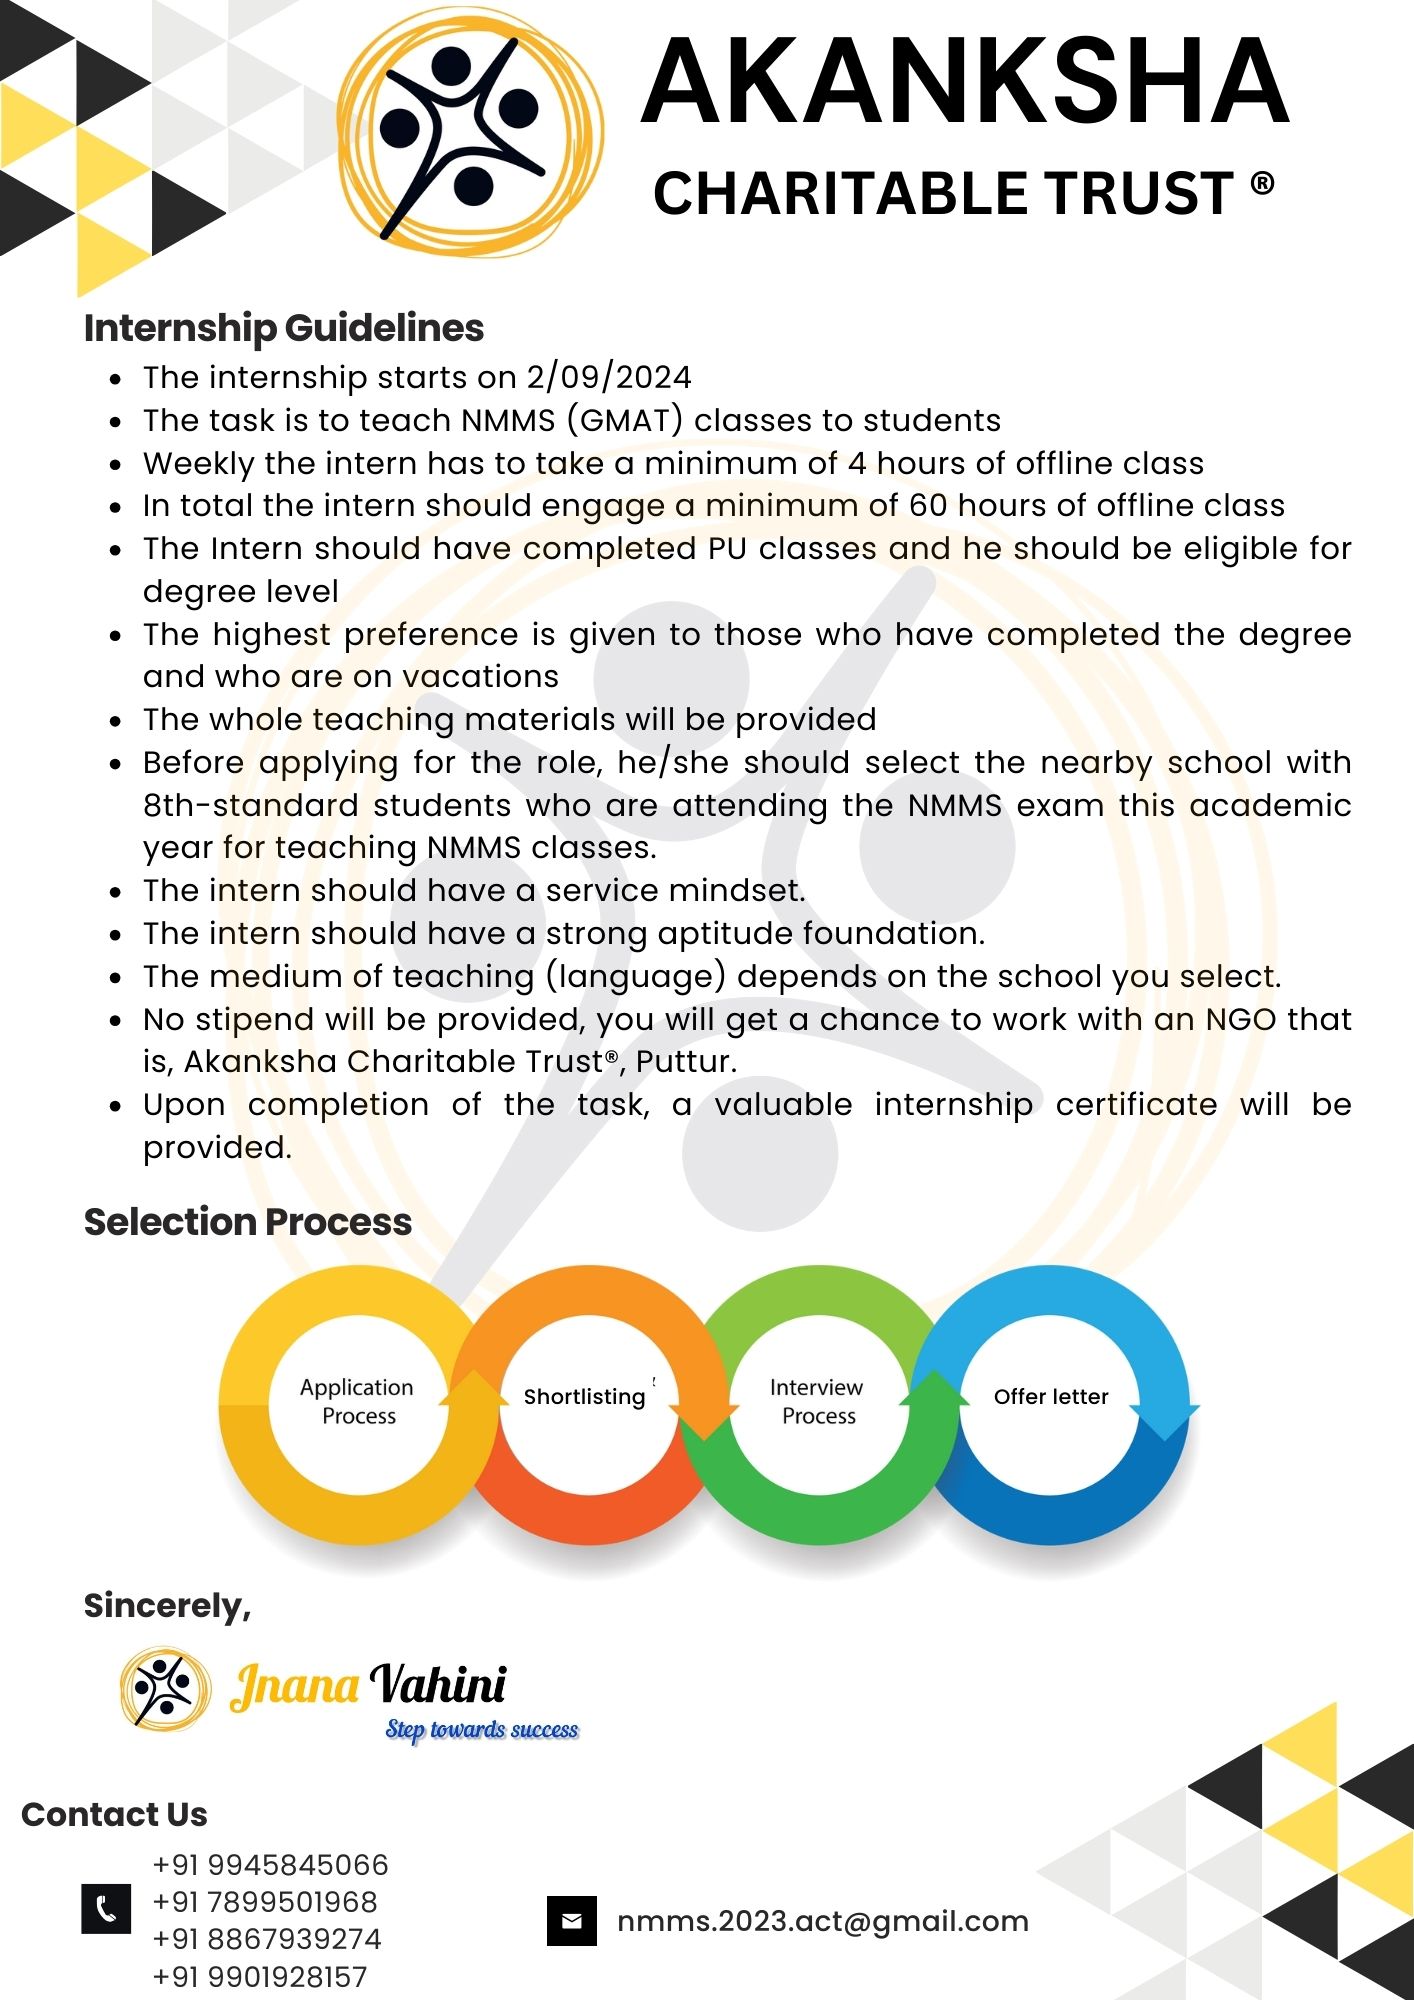 AKANKSHA
CHARITABLE TRUST ®
Internship Guidelines
• The internship starts on 2/09/2024
• The task is to teach NMMS (GMAT) classes to students
• Weekly the intern has to take a minimum of 4 hours of offline class
• In total the intern should engage a minimum of 60 hours of offline class
• The Intern should have completed PU classes and he should be eligible for
degree level
• The highest preference is given to those who have completed the degree
and who are on vacations
• The whole teaching materials will be provided
• Before applying for the role, he/she should select the nearby school with
8th-standard students who are attending the NMMS exam this academic
year for teaching NMMS classes.
• The intern should have a service mindset.
• The intern should have a strong aptitude foundation.
• The medium of teaching (language) depends on the school you select.
• No stipend will be provided, you will get a chance to work with an NGO that
is, Akanksha Charitable Trust®, Puttur.
• Upon completion of the task, a valuable internship certificate will be
provided.
Selection Process
Application
Process
Shortlisting
Interview
Process
Offer letter
Sincerely,
Jnana Vahini
Step towards success
Contact Us
+91 9945845066
+91 7899501968
+91 8867939274
+91 9901928157
nmms.2023.act@gmail.com